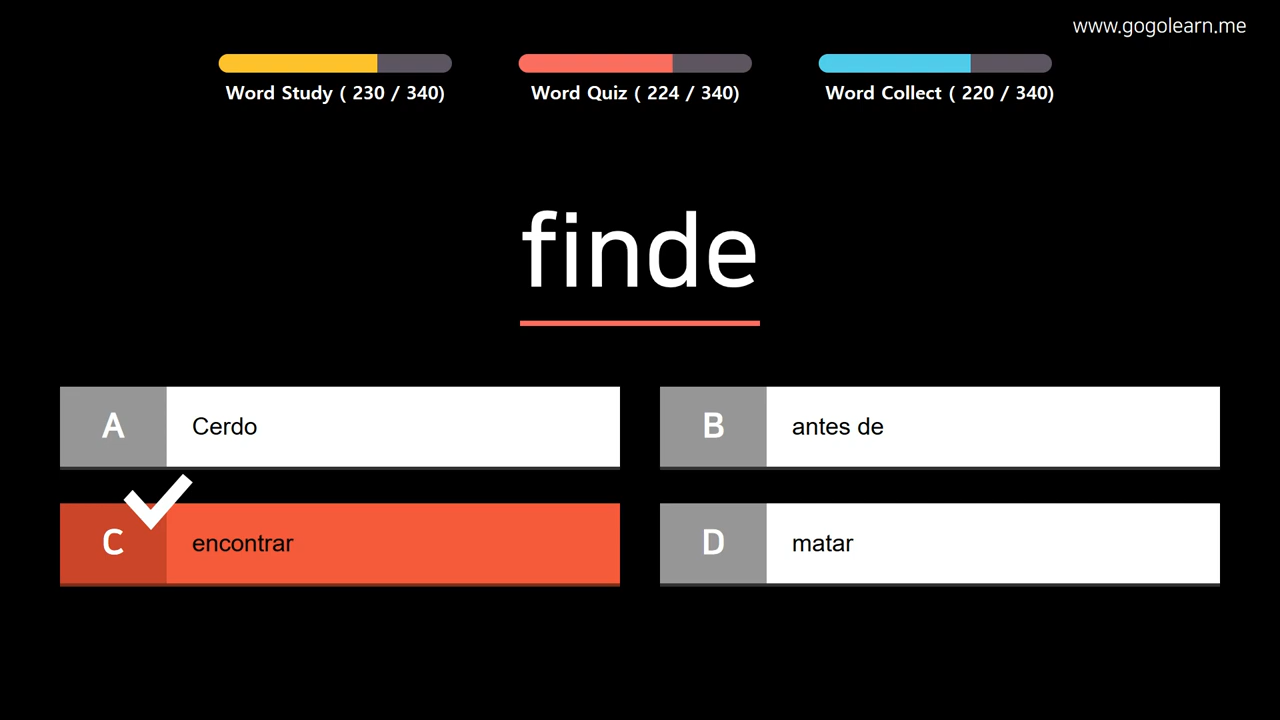 www.gogolearn.me
Word Study ( 230 / 340)
Word Quiz ( 224 / 340)
Word Collect ( 220 / 340)
finde
A Cerdo
B antes de
C encontrar
D matar